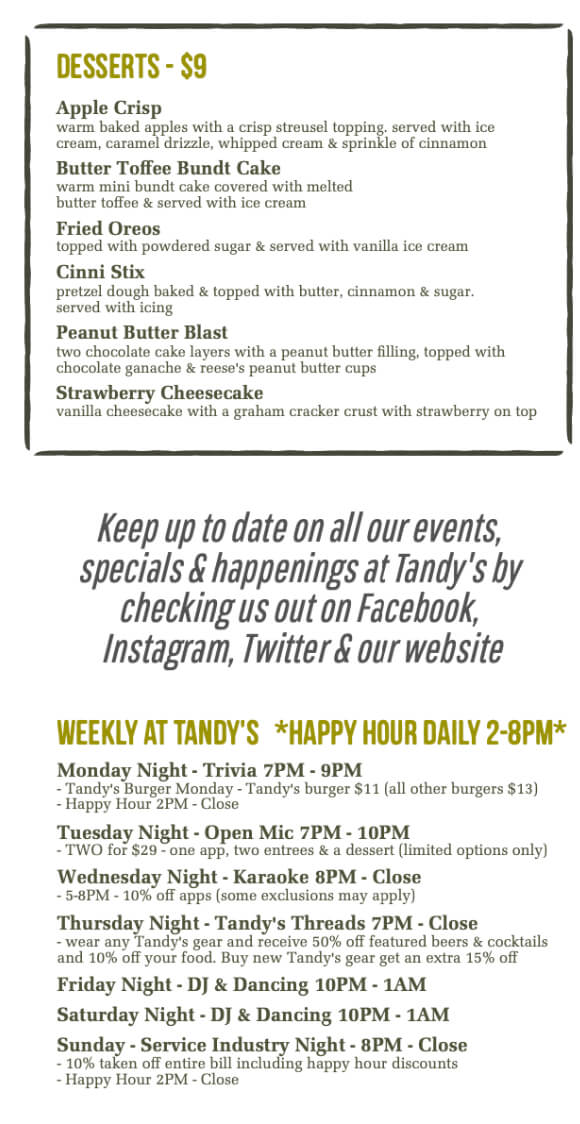 DESSERTS - $9
Apple Crisp
warm baked apples with a crisp streusel topping. served with ice
cream, caramel drizzle, whipped cream & sprinkle of cinnamon
Butter Toffee Bundt Cake
warm mini bundt cake covered with melted
butter toffee & served with ice cream
Fried Oreos
topped with powdered sugar & served with vanilla ice cream
Cinni Stix
pretzel dough baked & topped with butter, cinnamon & sugar.
served with icing
Peanut Butter Blast
two chocolate cake layers with a peanut butter filling, topped with
chocolate ganache & reese's peanut butter cups
Strawberry Cheesecake
vanilla cheesecake with a graham cracker crust with strawberry on top
Keep up to date on all our events,
specials & happenings at Tandy's by
checking us out on Facebook,
Instagram, Twitter & our website
WEEKLY AT TANDY'S *HAPPY HOUR DAILY 2-8PM*
Monday Night - Trivia 7PM - 9PM
- Tandy's Burger Monday - Tandy's burger $11 (all other burgers $13)
- Happy Hour 2PM - Close
Tuesday Night - Open Mic 7PM - 10PM
- TWO for $29 - one app, two entrees & a dessert (limited options only)
Wednesday Night - Karaoke 8PM - Close
- 5-8PM - 10% off apps (some exclusions may apply)
Thursday Night - Tandy's Threads 7PM - Close
- wear any Tandy's gear and receive 50% off featured beers & cocktails
and 10% off your food. Buy new Tandy's gear get an extra 15% off
Friday Night - DJ & Dancing 10PM - 1AM
Saturday Night - DJ & Dancing 10PM - 1AM
Sunday - Service Industry Night - 8PM - Close
- 10% taken off entire bill including happy hour discounts
- Happy Hour 2PM - Close